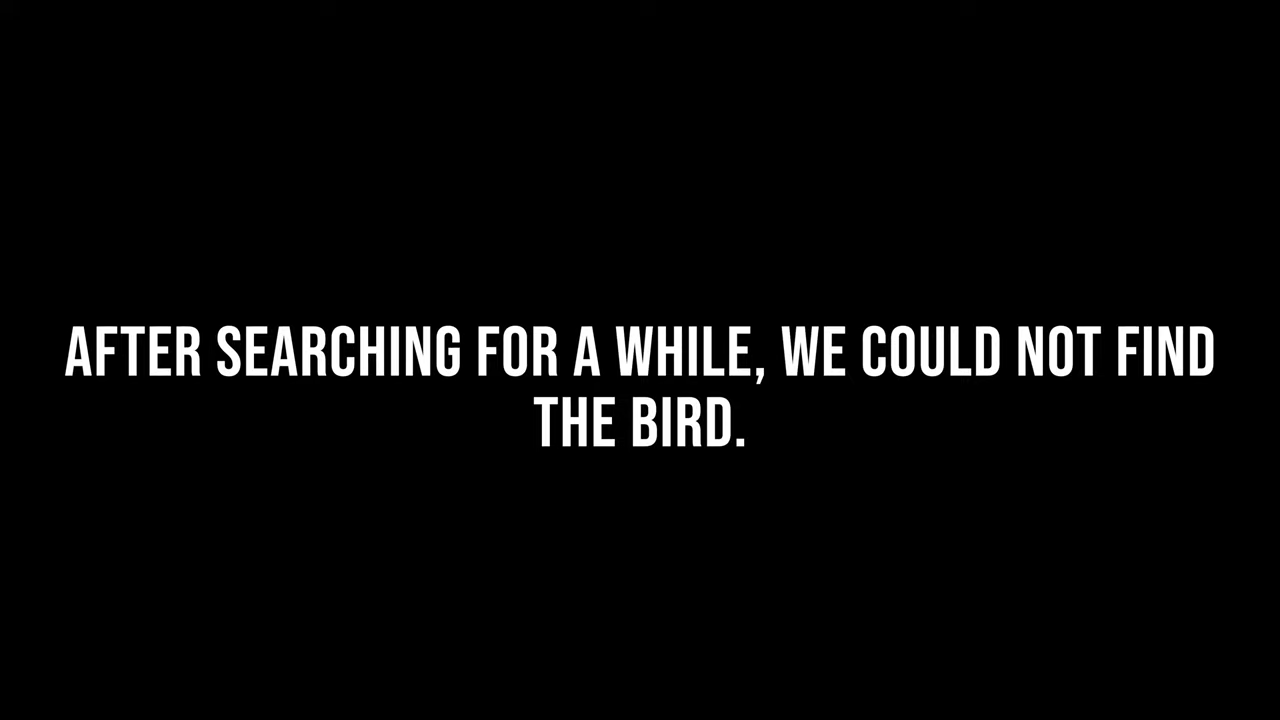 AFTER SEARCHING FOR A WHILE, WE COULD NOT FIND
THE BIRD.